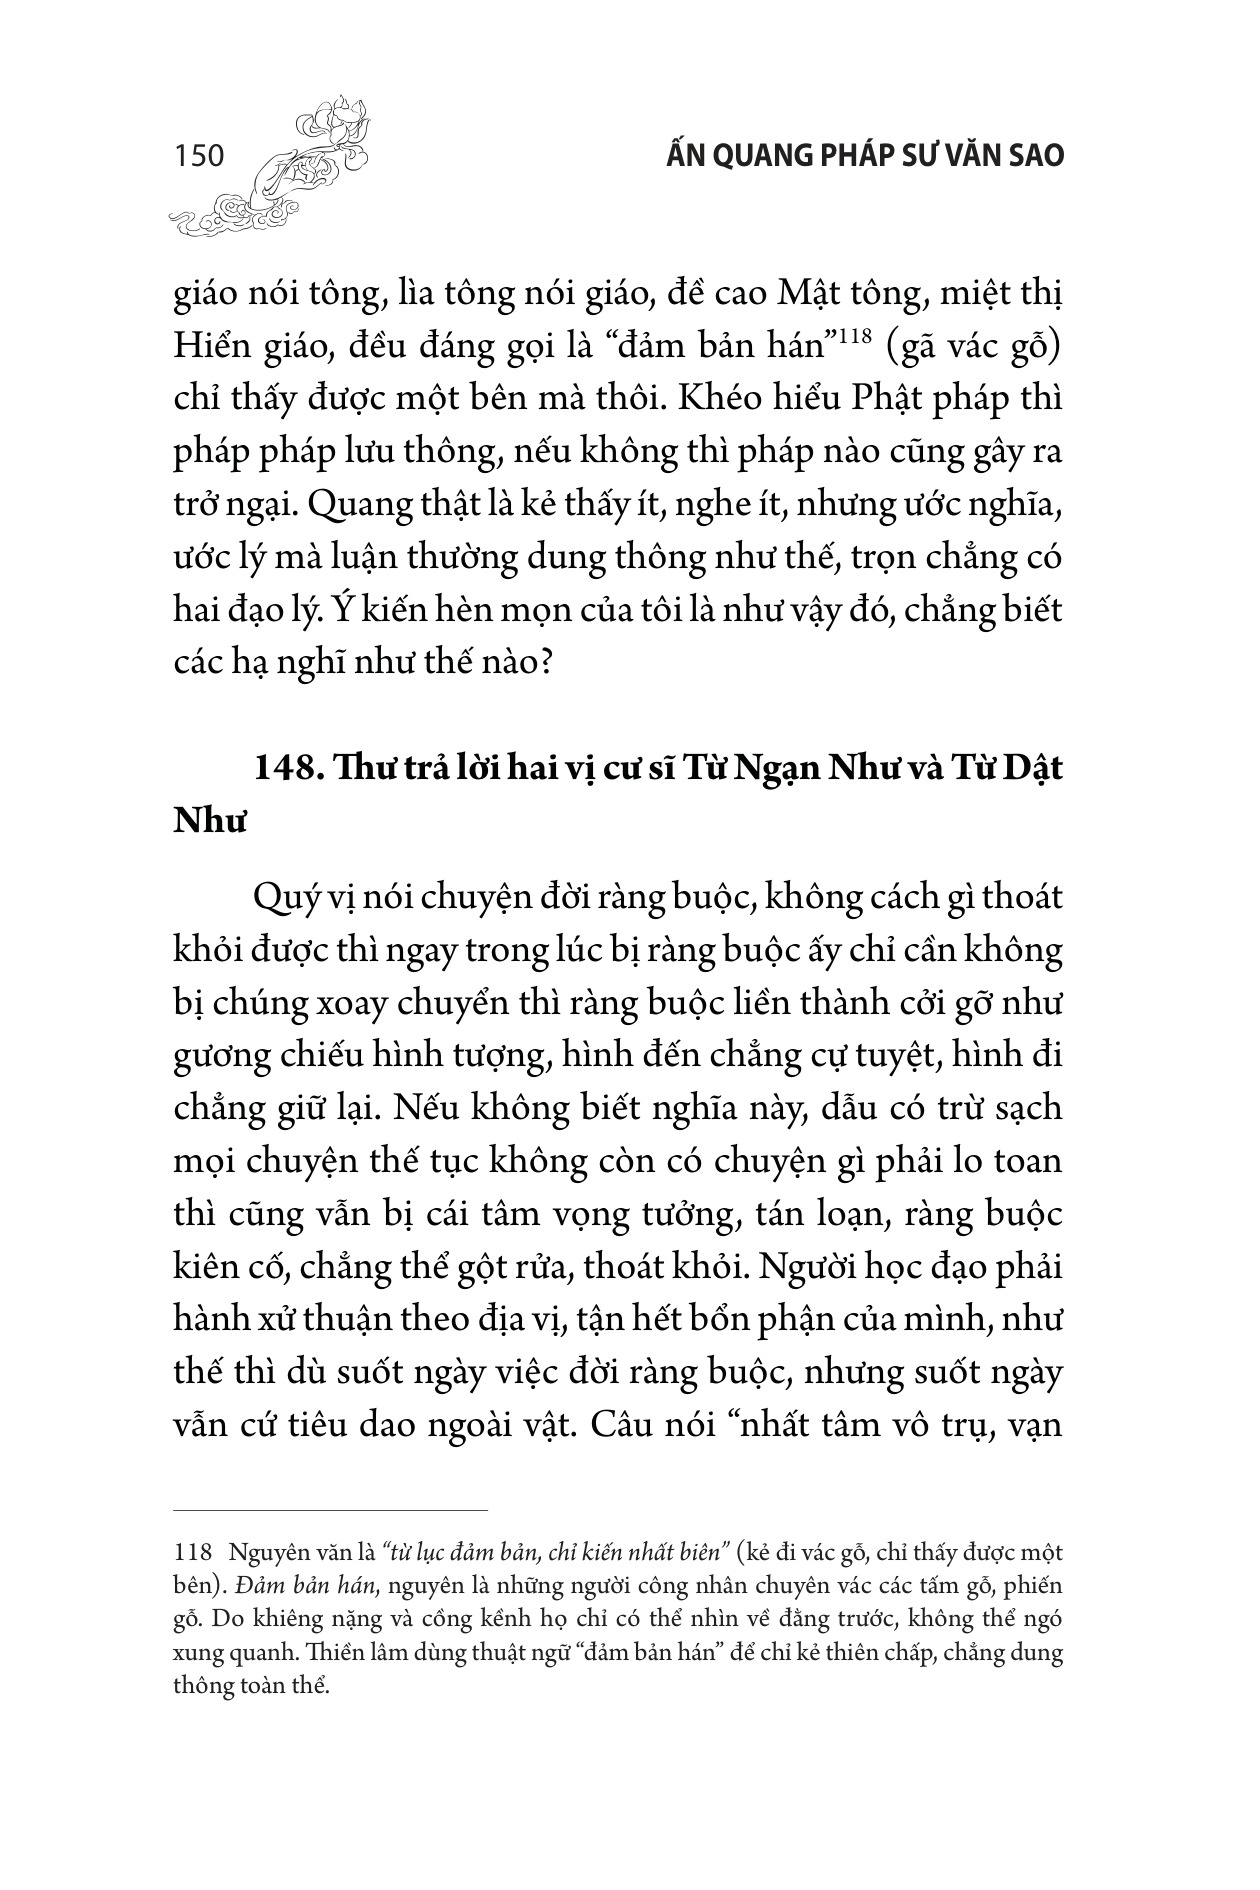 150
ẤN QUANG PHÁP SƯ VĂN SAO
giáo nói tông, lìa tông nói giáo, đề cao Mật tông, miệt thị
Hiển giáo, đều đáng gọi là “đảm bản hán”118 (gã vác gỗ)
chỉ thấy được một bên mà thôi. Khéo hiểu Phật pháp thì
pháp pháp lưu thông, nếu không thì pháp nào cũng gây ra
trở ngại. Quang thật là kẻ thấy ít, nghe ít, nhưng ước nghĩa,
ước lý mà luận thường dung thông như thế, trọn chẳng có
hai đạo lý. Ý kiến hèn mọn của tôi là như vậy đó, chẳng biết
các hạ nghĩ như thế nào?
148. Thư trả lời hai vị cư sĩ Từ Ngạn Như và Từ Dật
Như
Quý vị nói chuyện đời ràng buộc, không cách gì thoát
khỏi được thì ngay trong lúc bị ràng buộc ấy chỉ cần không
bị chúng xoay chuyển thì ràng buộc liền thành cởi gỡ như
gương chiếu hình tượng, hình đến chẳng cự tuyệt, hình đi
chẳng giữ lại. Nếu không biết nghĩa này, dẫu có trừ sạch
mọi chuyện thế tục không còn có chuyện gì phải lo toan
thì cũng vẫn bị cái tâm vọng tưởng, tán loạn, ràng buộc
kiên cố, chẳng thể gột rửa, thoát khỏi. Người học đạo phải
hành xử thuận theo địa vị, tận hết bổn phận của mình, như
thế thì dù suốt ngày việc đời ràng buộc, nhưng suốt ngày
vẫn cứ tiêu dao ngoài vật. Câu nói “nhất tâm vô trụ, vạn
118 Nguyên văn là “từ lục đảm bản, chỉ kiến nhất biên” (kẻ đi vác gỗ, chỉ thấy được một
bên). Đảm bản hán, nguyên là những người công nhân chuyên vác các tấm gỗ, phiến
gỗ. Do khiêng nặng và cồng kềnh họ chỉ có thể nhìn về đằng trước, không thể ngó
xung quanh. Thiền lâm dùng thuật ngữ “đảm bản hán” để chỉ kẻ thiên chấp, chẳng dung
thông toàn thể.